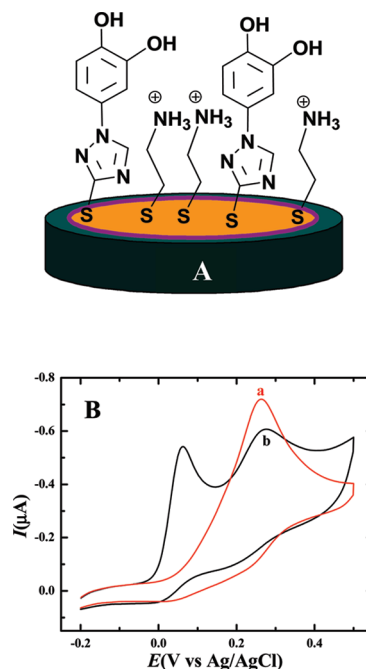 OH OH
OH OH
⊕ ⊕ ⊕
NH3 NH3 NH3
N N
N N
N N
S S S S S
A
B
a
b
-0.8
-0.6
-0.4
-0.2
0.0
I(μA)
-0.2 0.0 0.2 0.4
E(V vs Ag/AgCl)